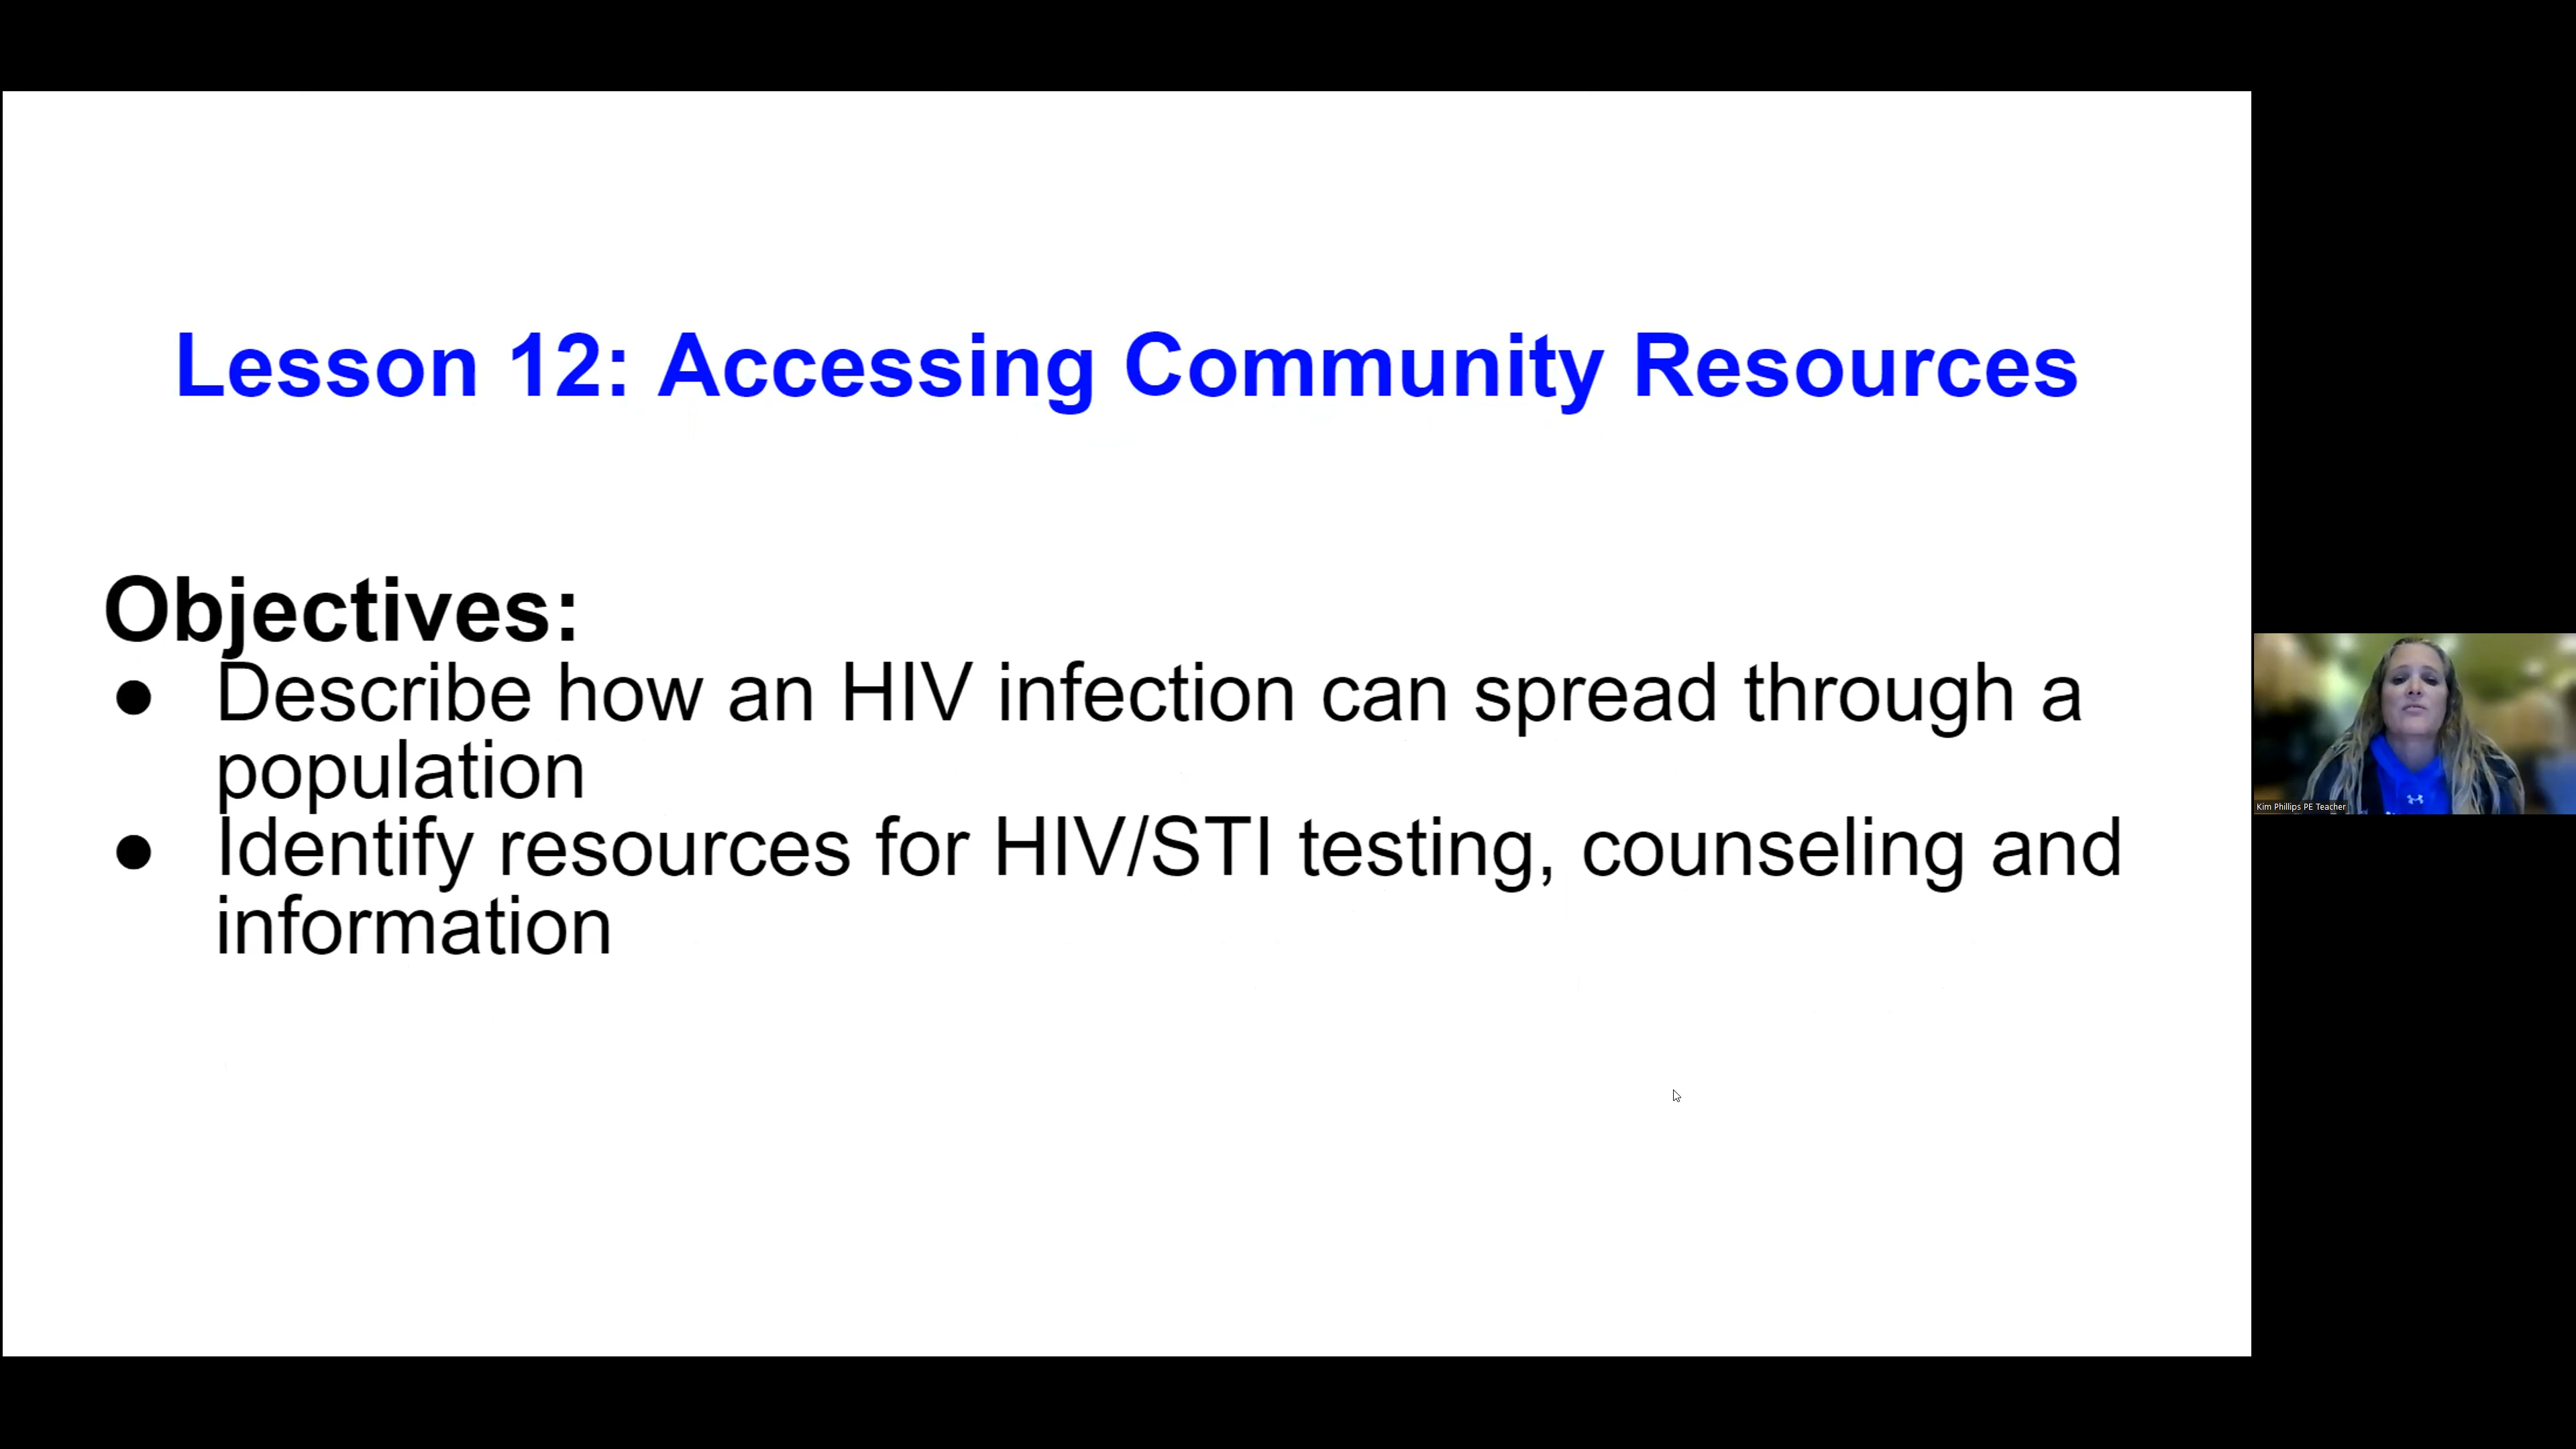 Lesson 12: Accessing Community Resources
Objectives:
● Describe how an HIV infection can spread through a
population
● Identify resources for HIV/STI testing, counseling and
information
Kim Phillips PE Teacher